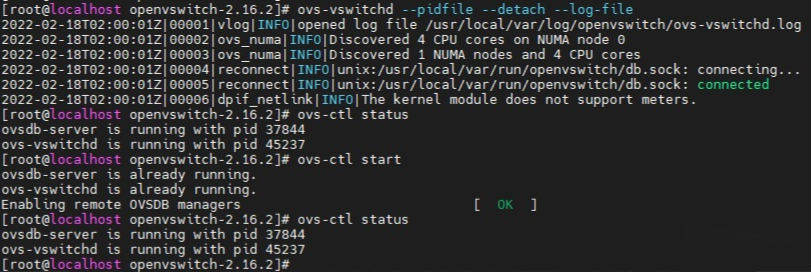 [root@localhost openvswitch-2.16.2]# ovs-vswitchd --pidfile --detach --log-file
2022-02-18T02:00:01Z|00001|vlog|INFO|opened log file /usr/local/var/log/openvswitch/ovs-vswitchd.log
2022-02-18T02:00:01Z|00002|ovs_numa|INFO|Discovered 4 CPU cores on NUMA node 0
2022-02-18T02:00:01Z|00003|ovs_numa|INFO|Discovered 1 NUMA nodes and 4 CPU cores
2022-02-18T02:00:01Z|00004|reconnect|INFO|unix:/usr/local/var/run/openvswitch/db.sock: connecting...
2022-02-18T02:00:01Z|00005|reconnect|INFO|unix:/usr/local/var/run/openvswitch/db.sock: connected
2022-02-18T02:00:01Z|00006|dpif_netlink|INFO|The kernel module does not support meters.
[root@localhost openvswitch-2.16.2]# ovs-ctl status
ovsdb-server is running with pid 37844
ovs-vswitchd is running with pid 45237
[root@localhost openvswitch-2.16.2]# ovs-ctl start
ovsdb-server is already running.
ovs-vswitchd is already running.
Enabling remote OVSDB managers [ OK ]
[root@localhost openvswitch-2.16.2]# ovs-ctl status
ovsdb-server is running with pid 37844
ovs-vswitchd is running with pid 45237
[root@localhost openvswitch-2.16.2]#